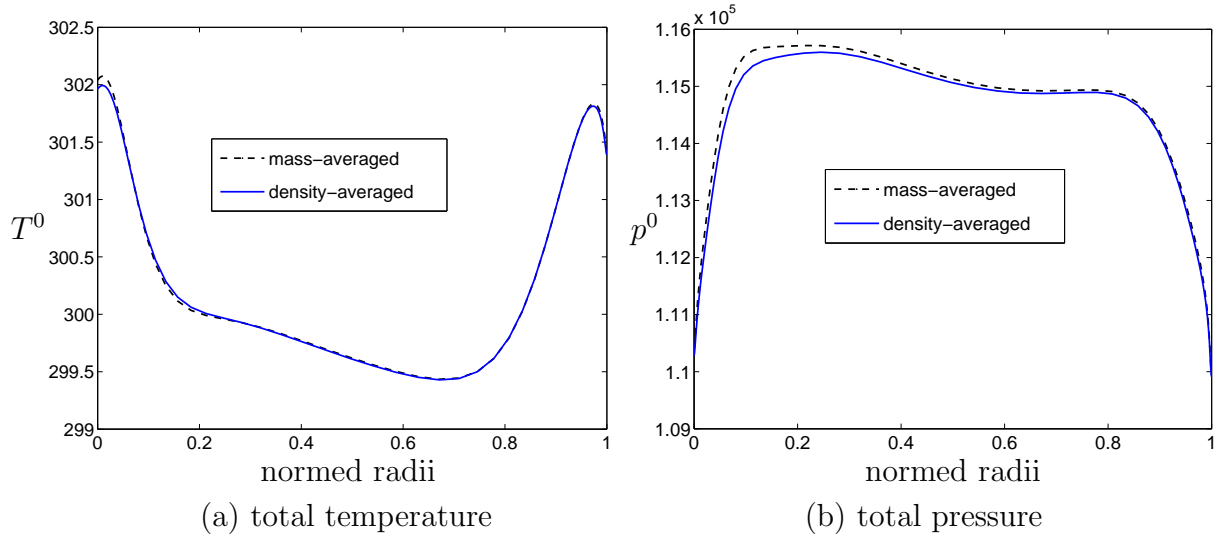 302.5
302
301.5
301
300.5
300
299.5
299
T^0
0
0.2
0.4
0.6
0.8
1
normed radii
mass−averaged
density−averaged
(a) total temperature
x 10^5
1.16
1.15
1.14
1.13
1.12
1.11
1.1
1.09
p^0
0
0.2
0.4
0.6
0.8
1
normed radii
mass−averaged
density−averaged
(b) total pressure